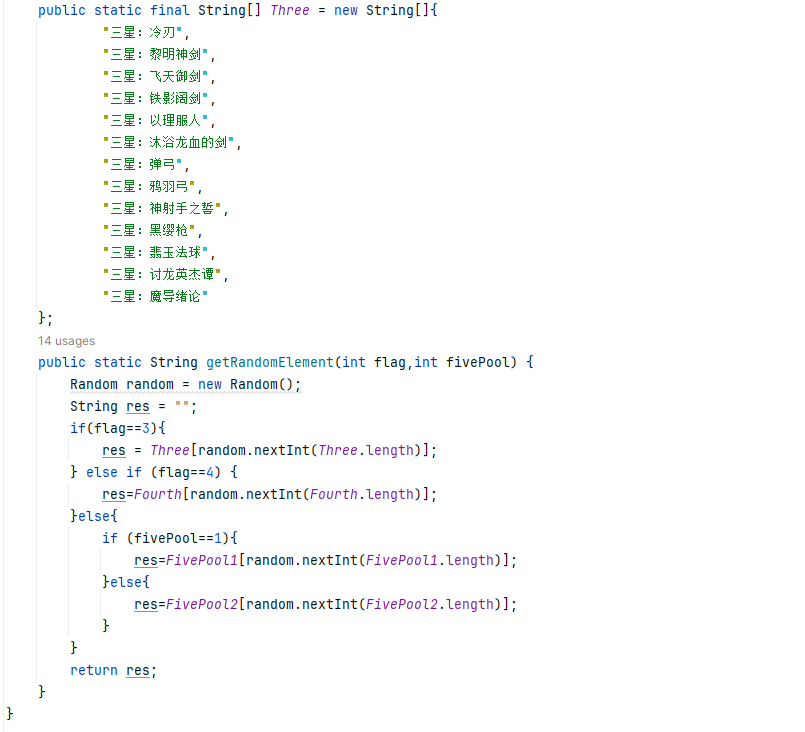 public static final String[] Three = new String[]{
"三星: 冷刃",
"三星: 黎明神剑",
"三星: 飞天御剑",
"三星: 铁影阔剑",
"三星: 以理服人",
"三星: 沐浴龙血的剑",
"三星: 弹弓",
"三星: 鸦羽弓",
"三星: 神射手之誓",
"三星: 黑缨枪",
"三星: 翡玉法球",
"三星: 讨龙英杰谭",
"三星: 魔导绪论"
};
14 usages
public static String getRandomElement(int flag,int fivePool) {
Random random = new Random();
String res = "";
if(flag==3){
res = Three[random.nextInt(Three.length)];
} else if (flag==4) {
res=Fourth[random.nextInt(Fourth.length)];
}else{
if (fivePool==1){
res=FivePool1[random.nextInt(FivePool1.length)];
}else{
res=FivePool2[random.nextInt(FivePool2.length)];
}
}
return res;
}
}